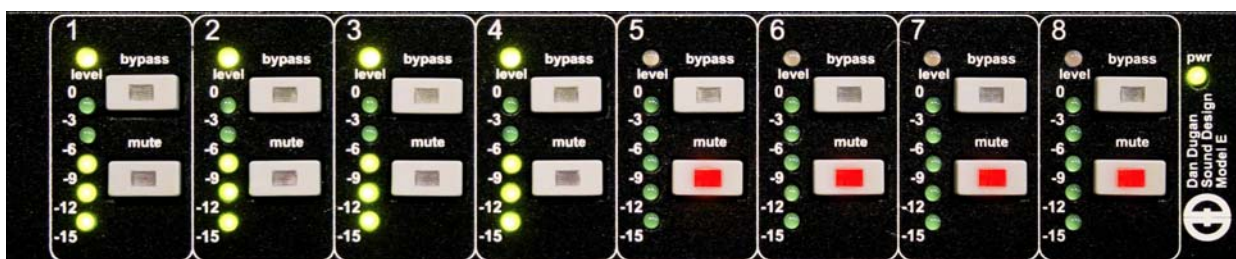 1 2 3 4 5 6 7 8
bypass bypass bypass bypass bypass bypass bypass bypass pwr
level level level level level level level level
0 0 0 0 0 0 0 0
-3 -3 -3 -3 -3 -3 -3 -3
mute mute mute mute mute mute mute mute
-6 -6 -6 -6 -6 -6 -6 -6
-9 -9 -9 -9 -9 -9 -9 -9
-12 -12 -12 -12 -12 -12 -12 -12
-15 -15 -15 -15 -15 -15 -15 -15
Dan Dugan
Sound Design
Model E